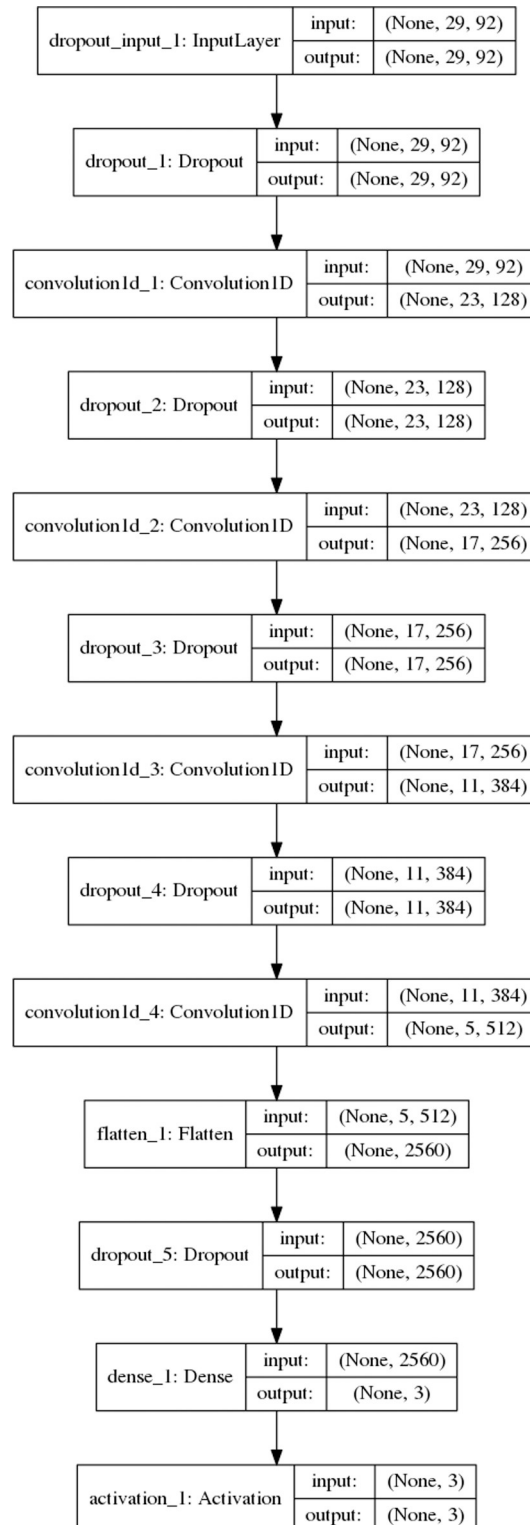 dropout_input_1: InputLayer
input: (None, 29, 92)
output: (None, 29, 92)
dropout_1: Dropout
input: (None, 29, 92)
output: (None, 29, 92)
convolution1d_1: Convolution1D
input: (None, 29, 92)
output: (None, 23, 128)
dropout_2: Dropout
input: (None, 23, 128)
output: (None, 23, 128)
convolution1d_2: Convolution1D
input: (None, 23, 128)
output: (None, 17, 256)
dropout_3: Dropout
input: (None, 17, 256)
output: (None, 17, 256)
convolution1d_3: Convolution1D
input: (None, 17, 256)
output: (None, 11, 384)
dropout_4: Dropout
input: (None, 11, 384)
output: (None, 11, 384)
convolution1d_4: Convolution1D
input: (None, 11, 384)
output: (None, 5, 512)
flatten_1: Flatten
input: (None, 5, 512)
output: (None, 2560)
dropout_5: Dropout
input: (None, 2560)
output: (None, 2560)
dense_1: Dense
input: (None, 2560)
output: (None, 3)
activation_1: Activation
input: (None, 3)
output: (None, 3)